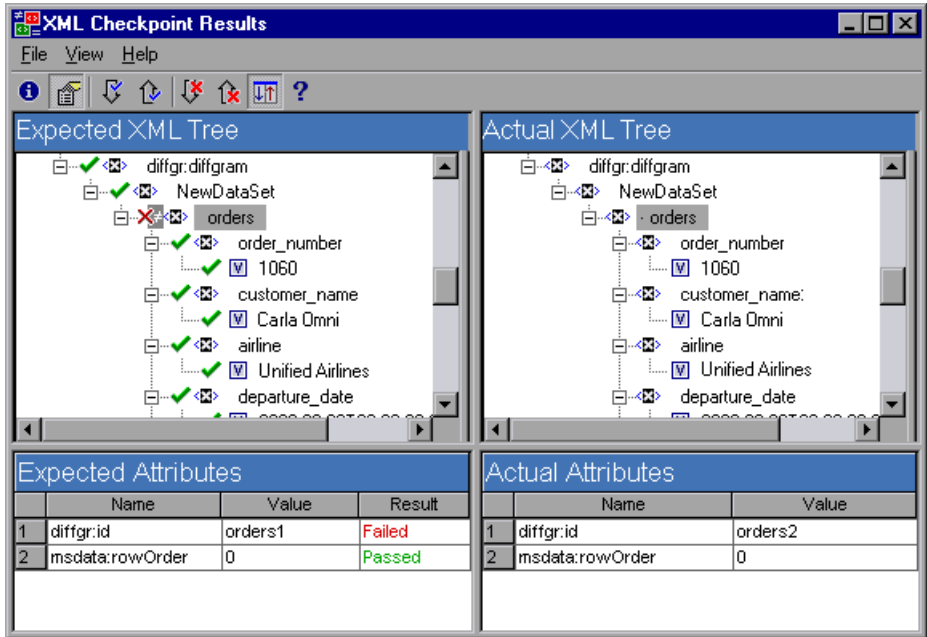 XML Checkpoint Results
File View Help
Expected XML Tree
diffgr:diffgram
NewDataSet
orders
order_number
1060
customer_name
Carla Omni
airline
Unified Airlines
departure_date
Actual XML Tree
diffgr:diffgram
NewDataSet
· orders
order_number
1060
customer_name:
Carla Omni
airline
Unified Airlines
departure_date
Expected Attributes
Name Value Result
1 diffgr:id orders1 Failed
2 msdata:rowOrder 0 Passed
Actual Attributes
Name Value
1 diffgr:id orders2
2 msdata:rowOrder 0